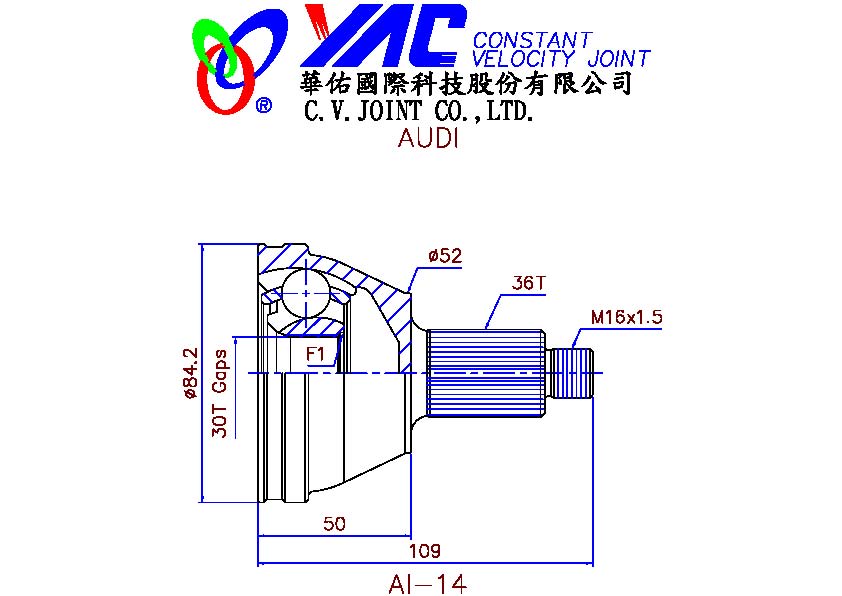 YAC CONSTANT
VELOCITY JOINT
®
華佑國際科技股份有限公司
C.V.JOINT CO.,LTD.
AUDI
ø52
36T
M16x1.5
F1
ø84.2
30T Gaps
50
109
AI-14